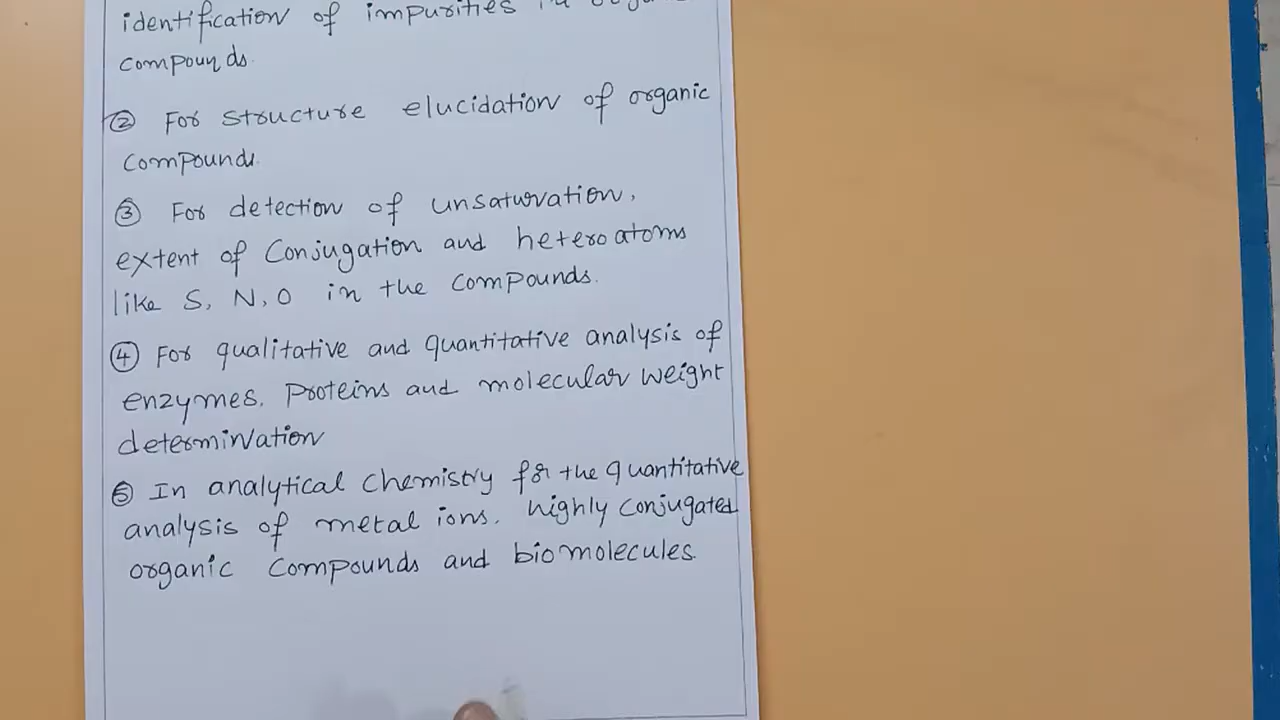 identification of impurities in
compounds.
② For structure elucidation of organic
compounds.
③ For detection of unsaturation,
extent of Conjugation and heteroatoms
like S, N, O in the compounds.
④ For qualitative and quantitative analysis of
enzymes, proteins and molecular weight
determination
⑤ In analytical chemistry for the quantitative
analysis of metal ions, highly conjugated
organic compounds and biomolecules.